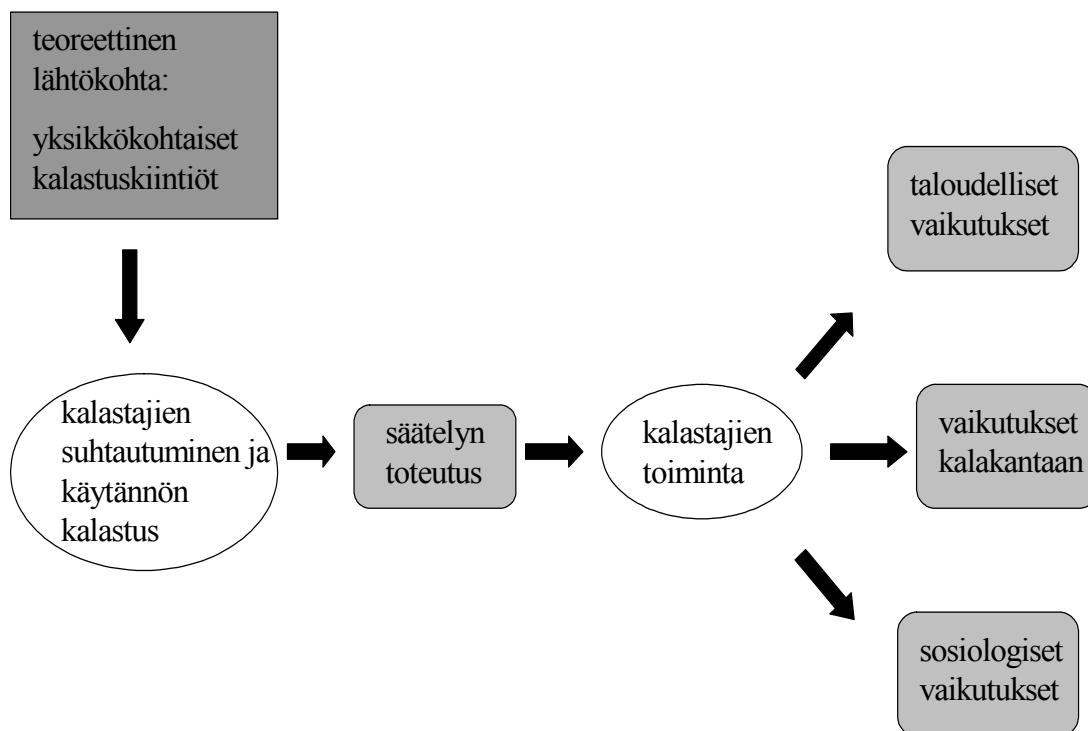 teoreettinen
lähtökohta:
yksikkökohtaiset
kalastuskiintiöt
kalastajien
suhtautuminen ja
käytännön
kalastus
säätelyn
toteutus
kalastajien
toiminta
taloudelliset
vaikutukset
vaikutukset
kalakantaan
sosiologiset
vaikutukset